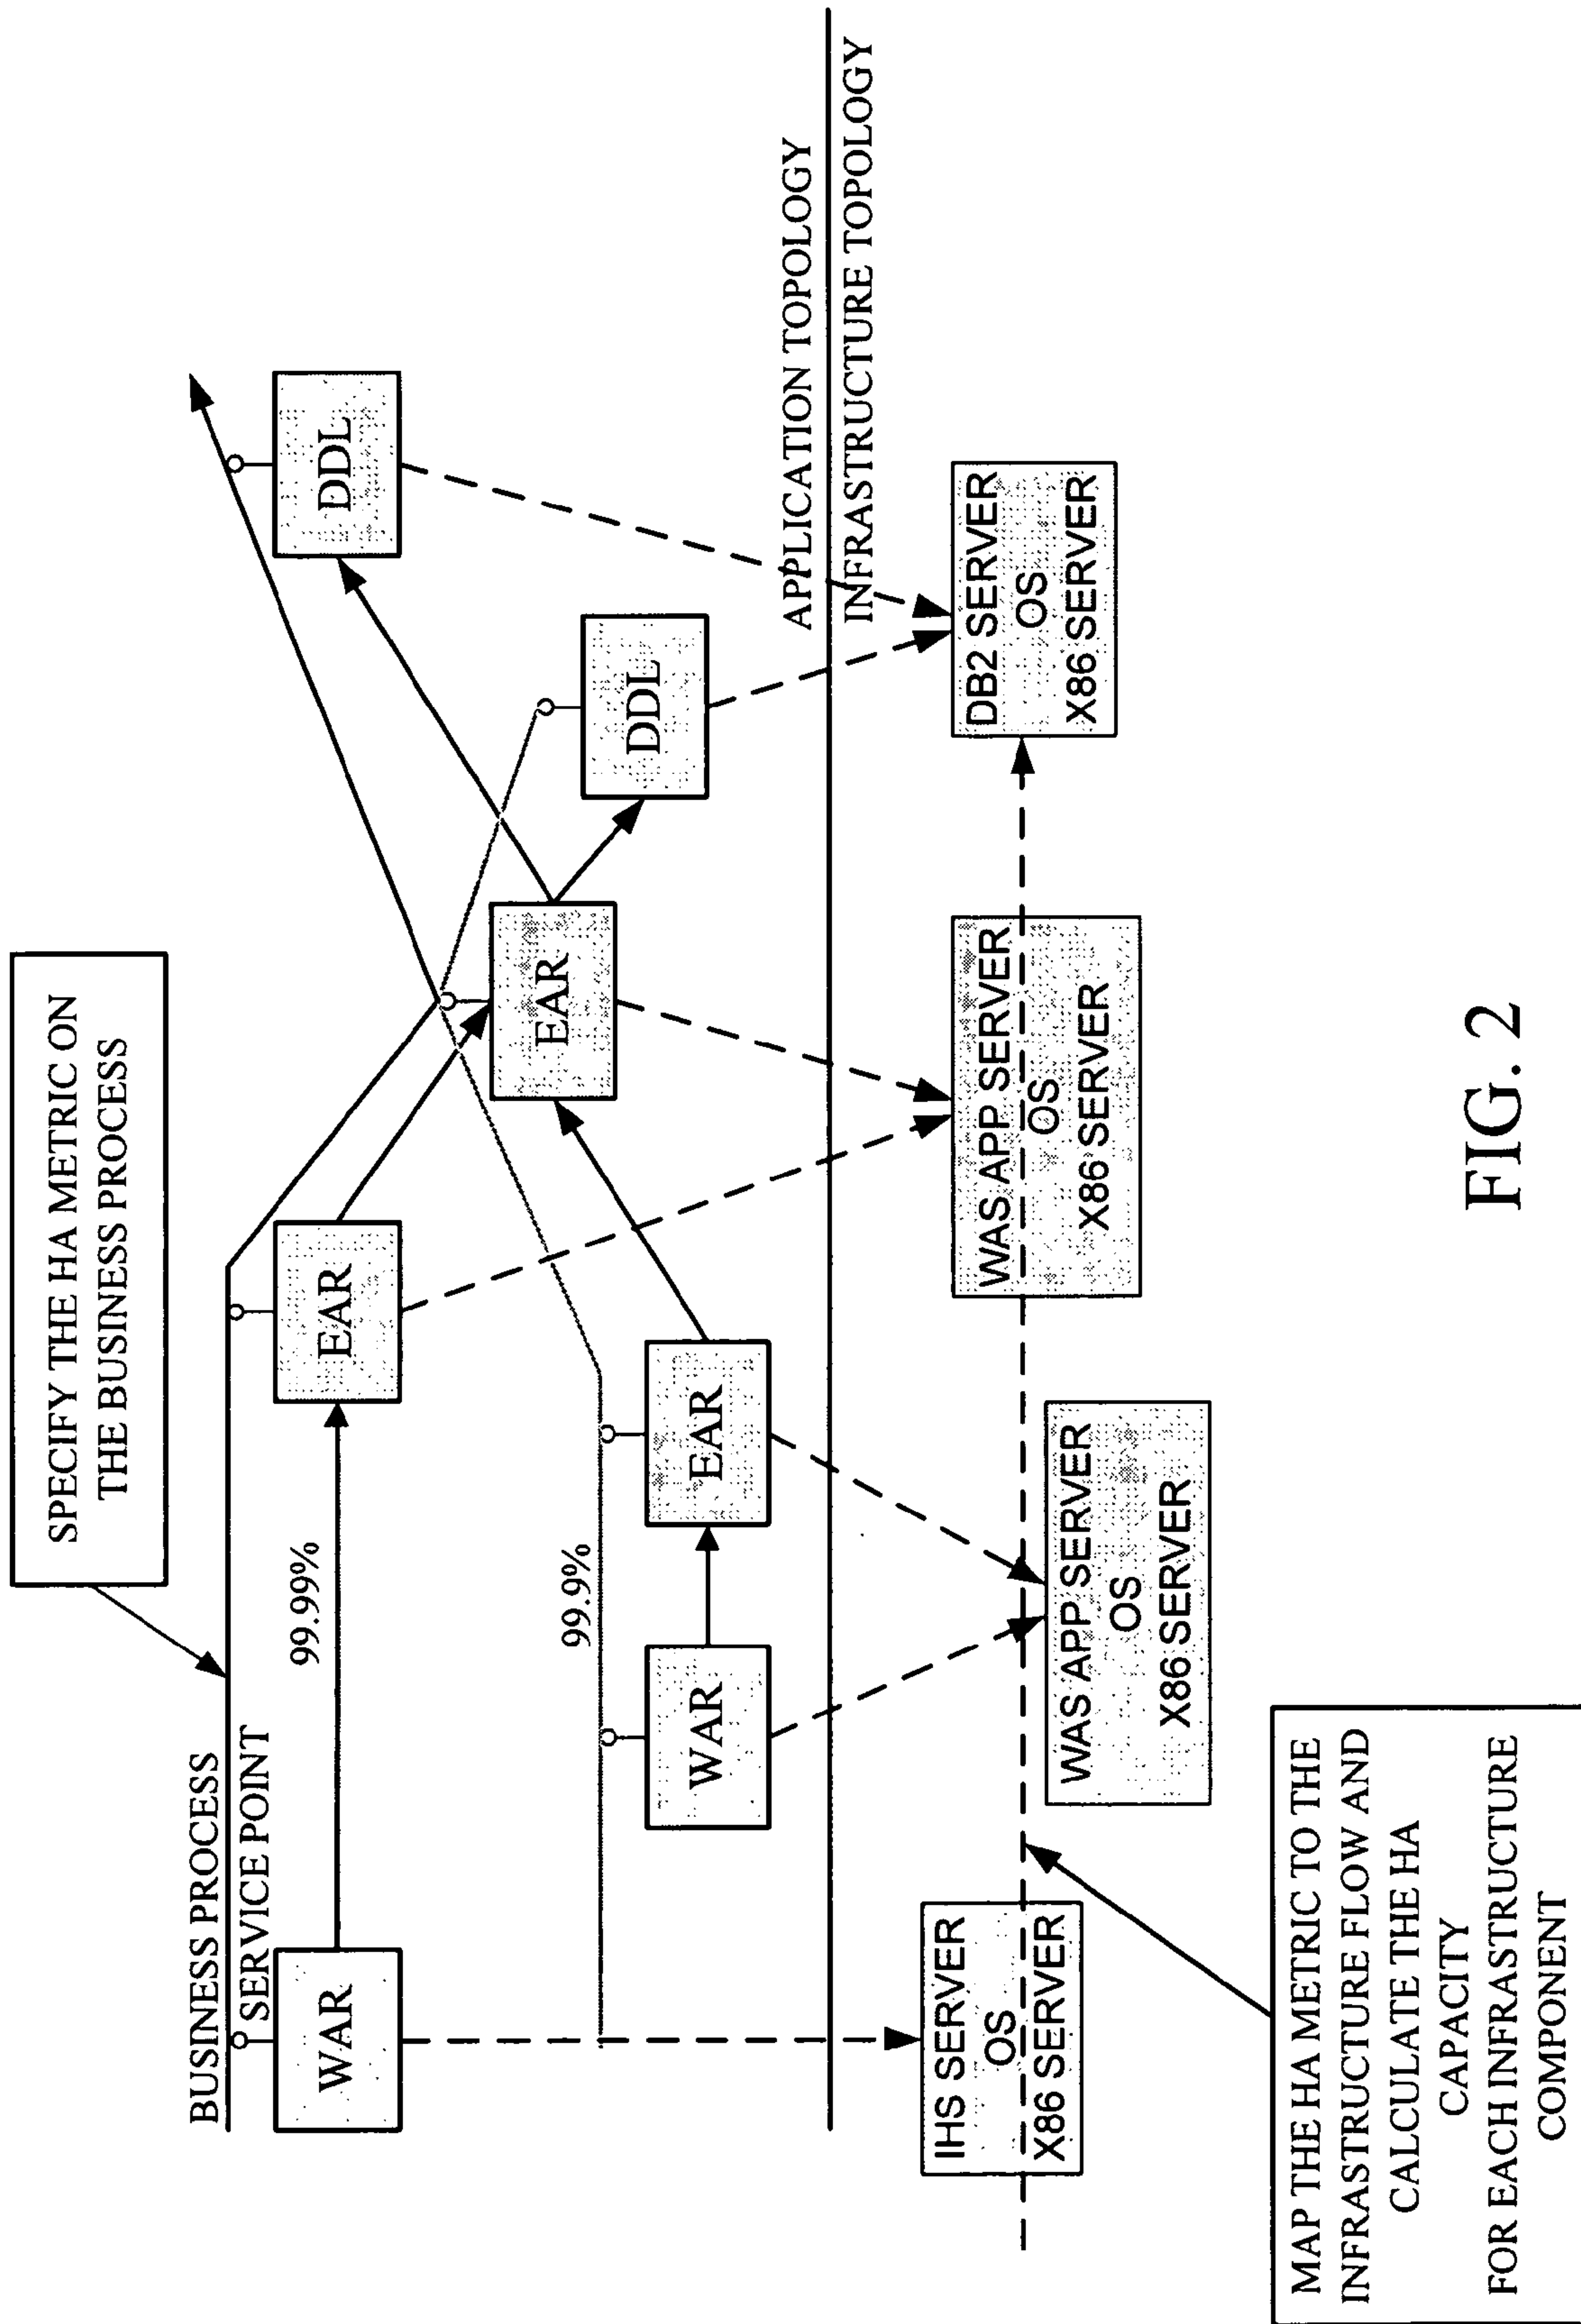 SPECIFY THE HA METRIC ON
THE BUSINESS PROCESS
BUSINESS PROCESS
SERVICE POINT
WAR
99.99%
EAR
DDL
99.9%
WAR
EAR
EAR
DDL
APPLICATION TOPOLOGY
INFRASTRUCTURE TOPOLOGY
IHS SERVER
OS
X86 SERVER
WAS APP SERVER
OS
X86 SERVER
WAS APP SERVER
OS
X86 SERVER
DB2 SERVER
OS
X86 SERVER
MAP THE HA METRIC TO THE
INFRASTRUCTURE FLOW AND
CALCULATE THE HA
CAPACITY
FOR EACH INFRASTRUCTURE
COMPONENT
FIG. 2